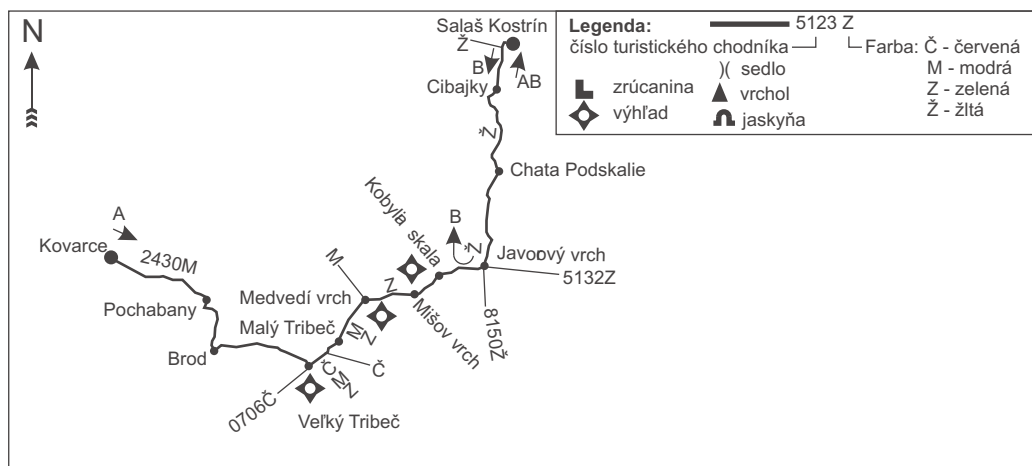 N
Salaš Kostrín
Ž
B
AB
Cibajky
Ž
Chata Podskalie
Legenda:
5123 Z
číslo turistického chodníka
Farba: Č - červená
M - modrá
Z - zelená
Ž - žltá
zrúcanina
výhľad
)( sedlo
vrchol
jaskyňa
A
Kovarce
2430M
Pochabany
Brod
Kobylia skala
B
Ž
Javorový vrch
5132Z
8150Ž
M
Z
Medvedí vrch
Mišov vrch
Malý Tribeč
M
Z
Č
Č
M
Z
0706Č
Veľký Tribeč